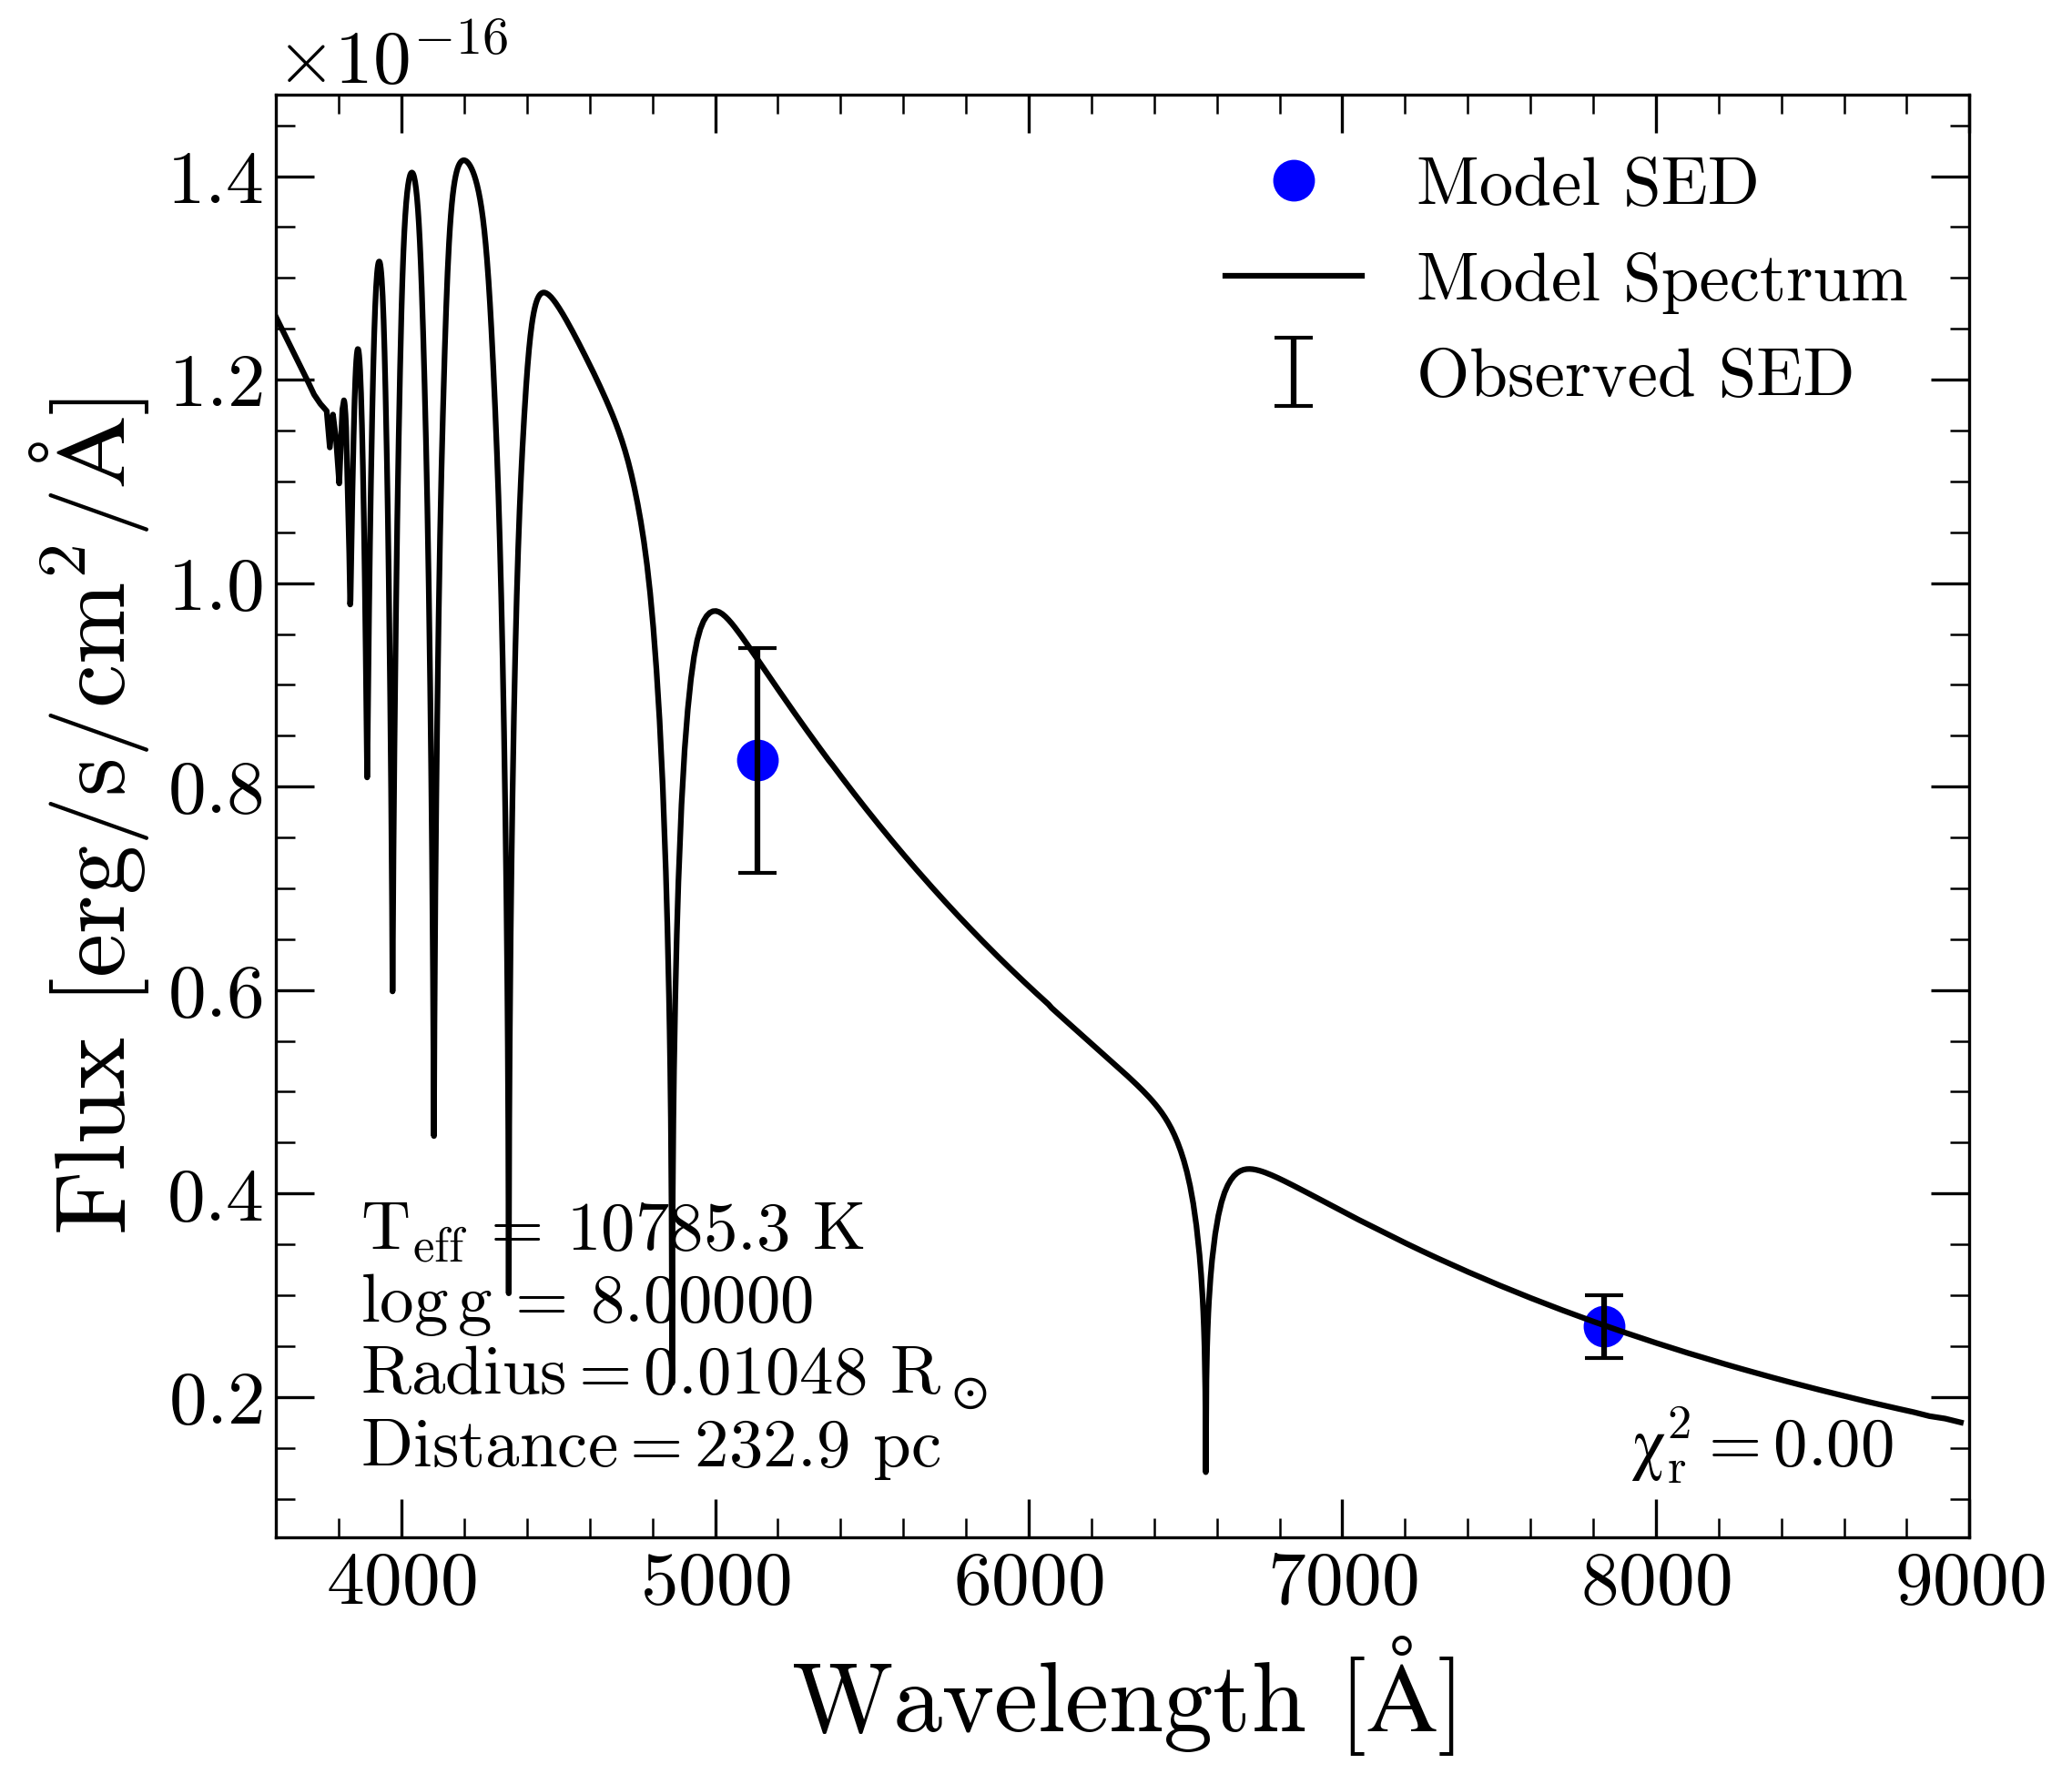 ×10⁻¹⁶
Flux [erg/s/cm²/Å]
1.4
1.2
1.0
0.8
0.6
0.4
0.2
Model SED
Model Spectrum
Observed SED
T_eff = 10785.3 K
log g = 8.00000
Radius = 0.01048 R_⊙
Distance = 232.9 pc
χ²_r = 0.00
4000 5000 6000 7000 8000 9000
Wavelength [Å]